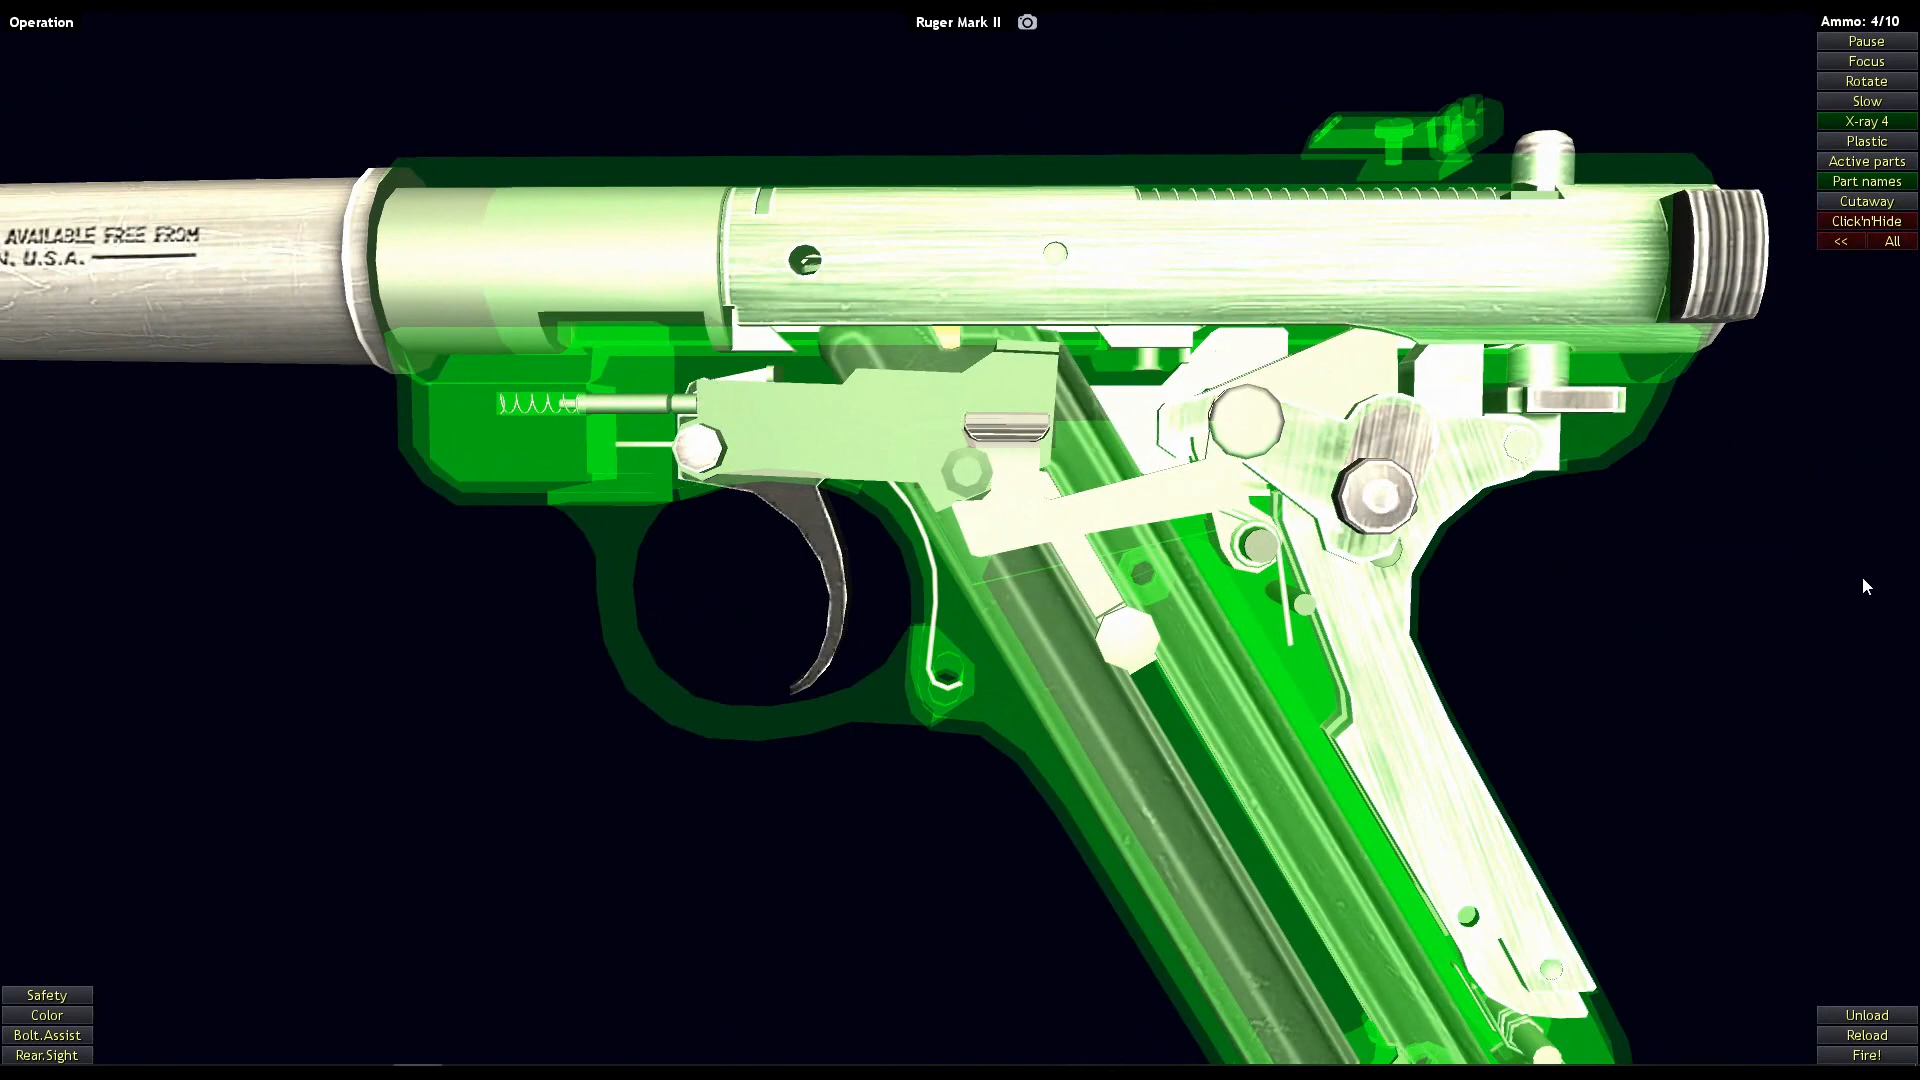 Operation
Ruger Mark II
Ammo: 4/10
Pause
Focus
Rotate
Slow
X-ray 4
Plastic
Active parts
Part names
Cutaway
Click'n'Hide
<< All
AVAILABLE FREE FROM
N, U.S.A.
Safety
Color
Bolt.Assist
Rear.Sight
Unload
Reload
Fire!